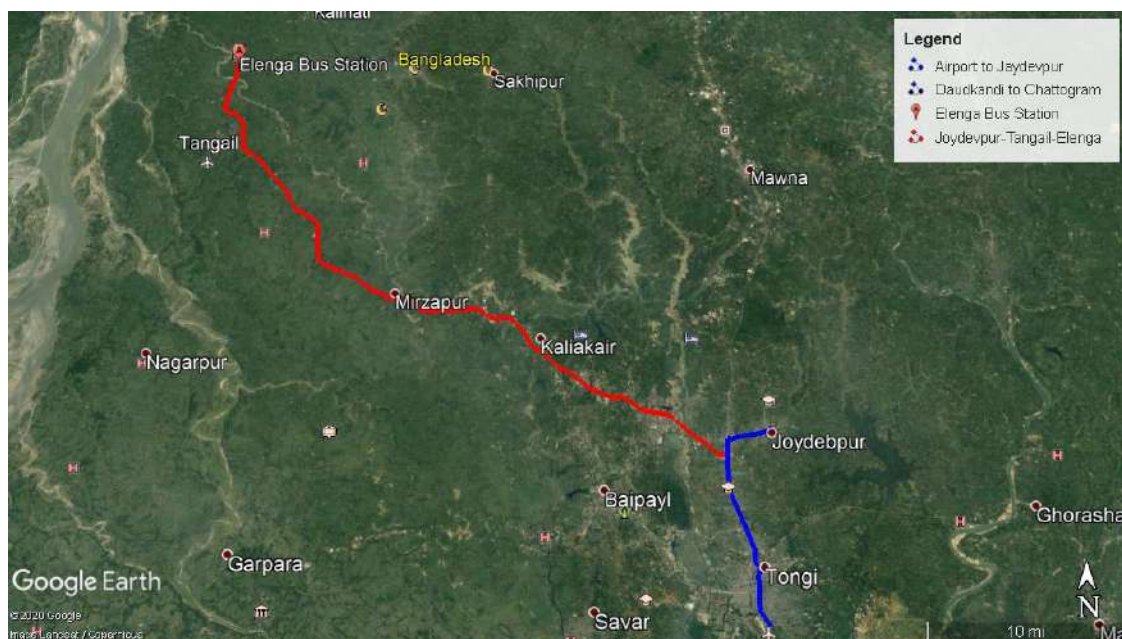 Kalihati
Elenga Bus Station
Bangladesh
Sakhipur
Tangail
Mawna
Mirzapur
Kaliakair
Nagarpur
Joydebpur
Baipayl
Ghorasha
Garpara
Tongi
Savar
Legend
Airport to Jaydevpur
Daudkandi to Chattogram
Elenga Bus Station
Joydevpur-Tangail-Elenga
Google Earth
©2020 Google
Image Landsat / Copernicus
N
10 mi